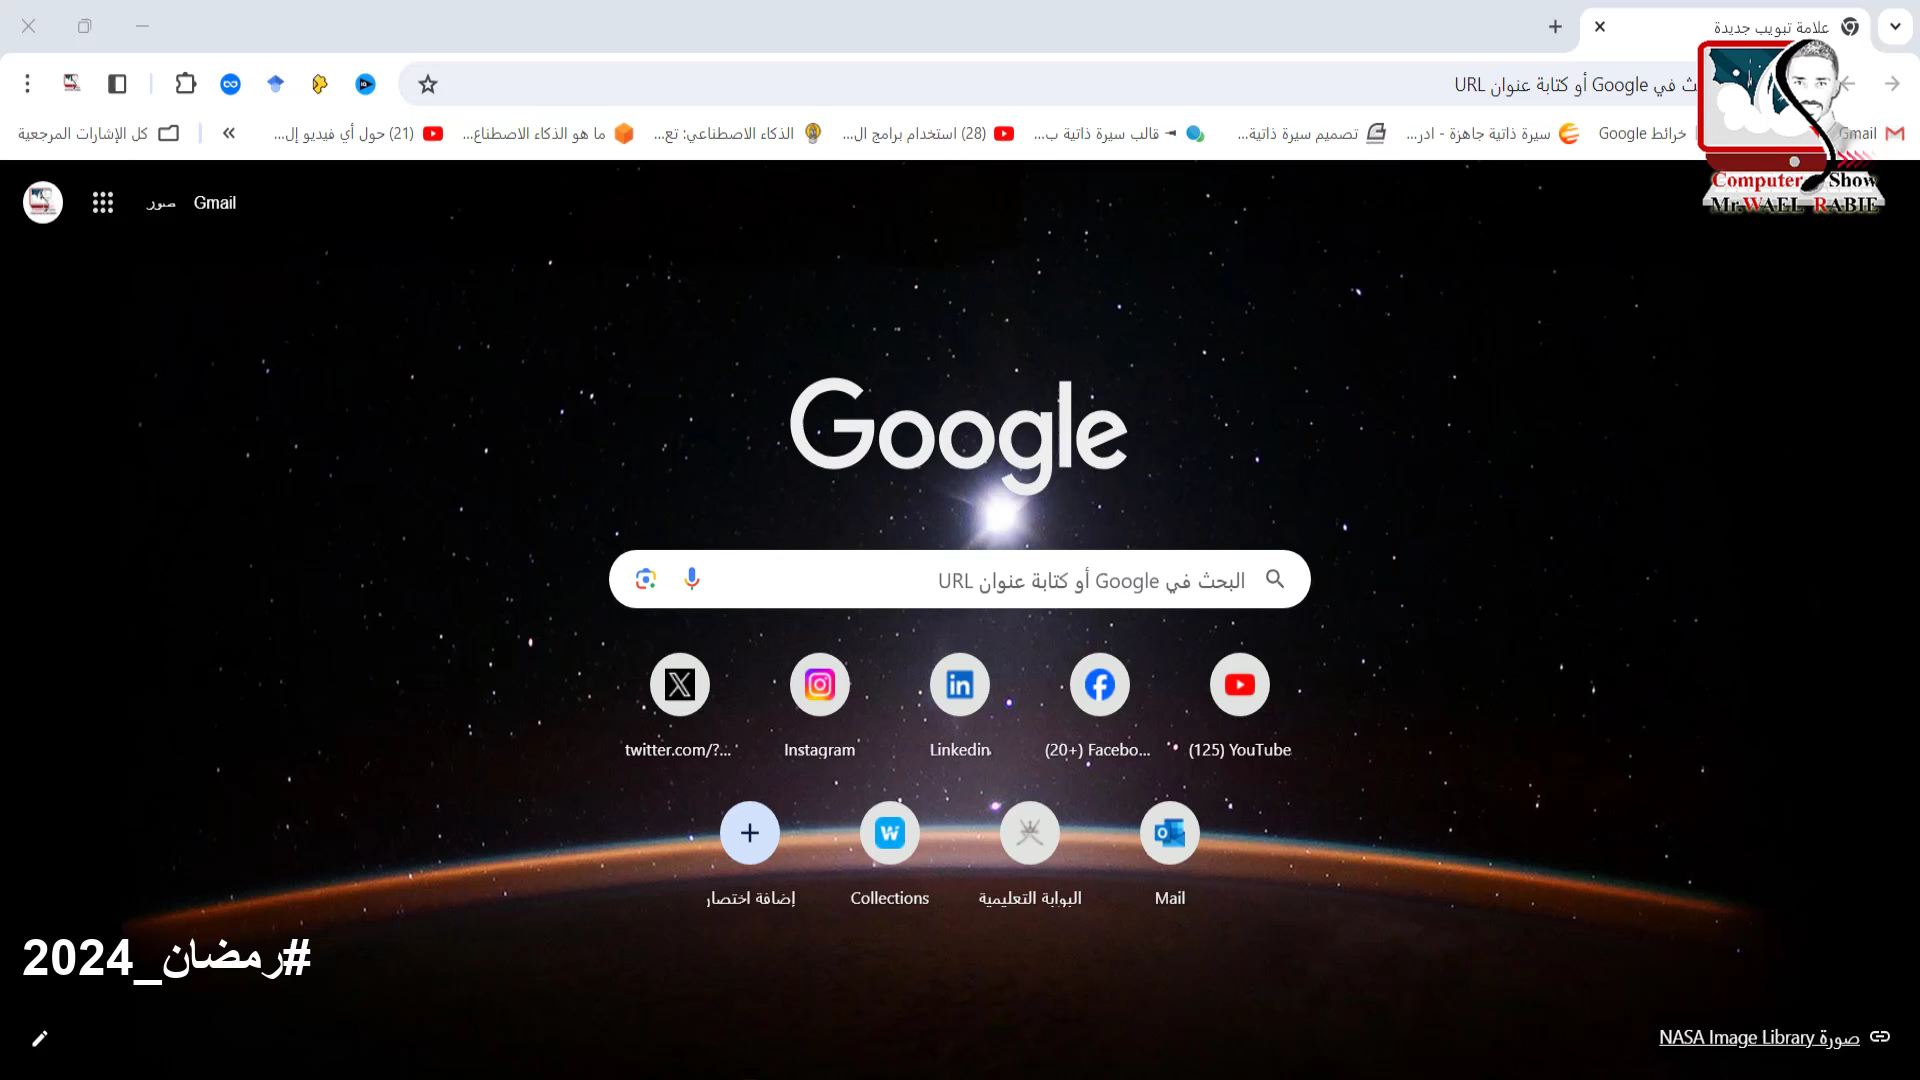 علامة تبويب جديدة
ث في Google أو كتابة عنوان URL
Gmail
خرائط Google
سيرة ذاتية جاهزة - ادر...
تصميم سيرة ذاتية...
قالب سيرة ذاتية ب...
(28) استخدام برامج ال...
الذكاء الاصطناعي: تع...
ما هو الذكاء الاصطناع...
(21) حول أي فيديو إل...
كل الإشارات المرجعية
Computer Show
Mr.WAEL RABIE
Gmail صور
Google
البحث في Google أو كتابة عنوان URL
(125) YouTube
(20+) Facebo...
Linkedin
Instagram
twitter.com/?...
Mail
البوابة التعليمية
Collections
إضافة اختصار
#رمضان_2024
صورة NASA Image Library